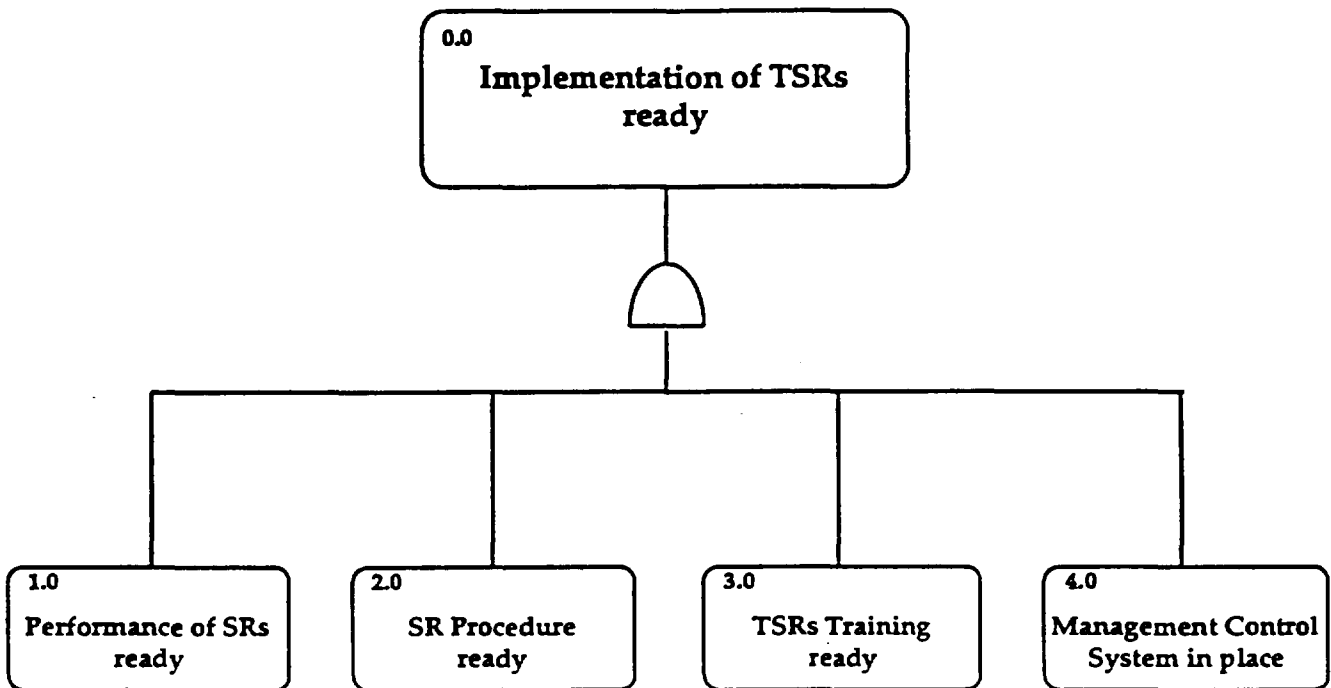 0.0
Implementation of TSRs
ready
1.0
Performance of SRs
ready
2.0
SR Procedure
ready
3.0
TSRs Training
ready
4.0
Management Control
System in place